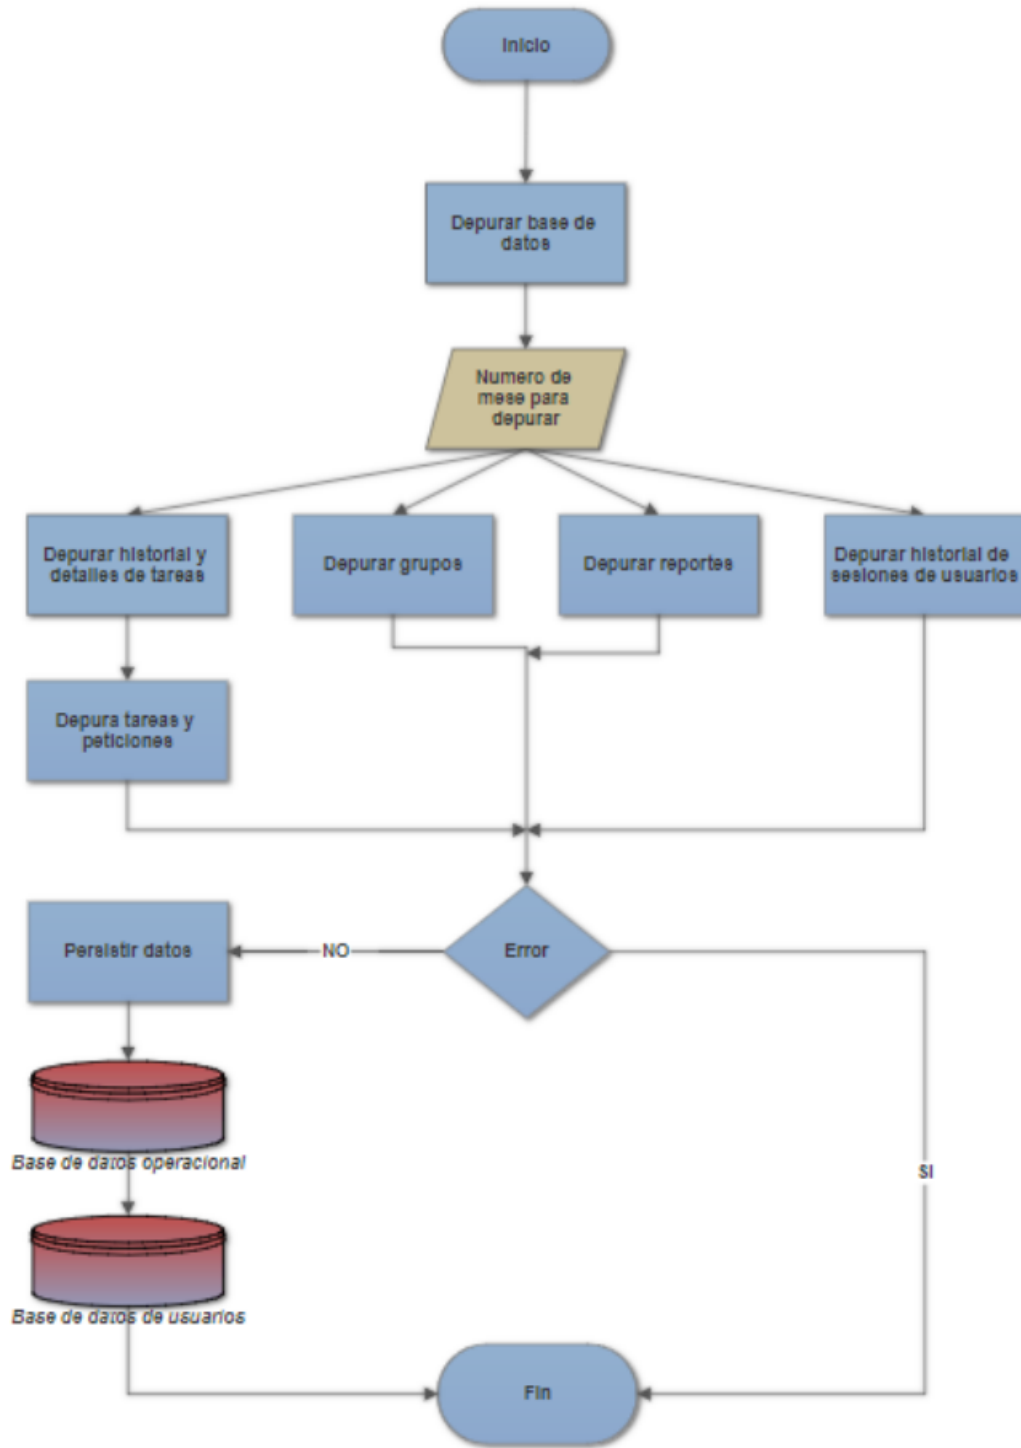 Inicio
Depurar base de
datos
Numero de
mese para
depurar
Depurar historial y
detalles de tareas
Depurar grupos
Depurar reportes
Depurar historial de
sesiones de usuarios
Depura tareas y
peticiones
Persistir datos
NO
Error
Base de datos operacional
SI
Base de datos de usuarios
Fin